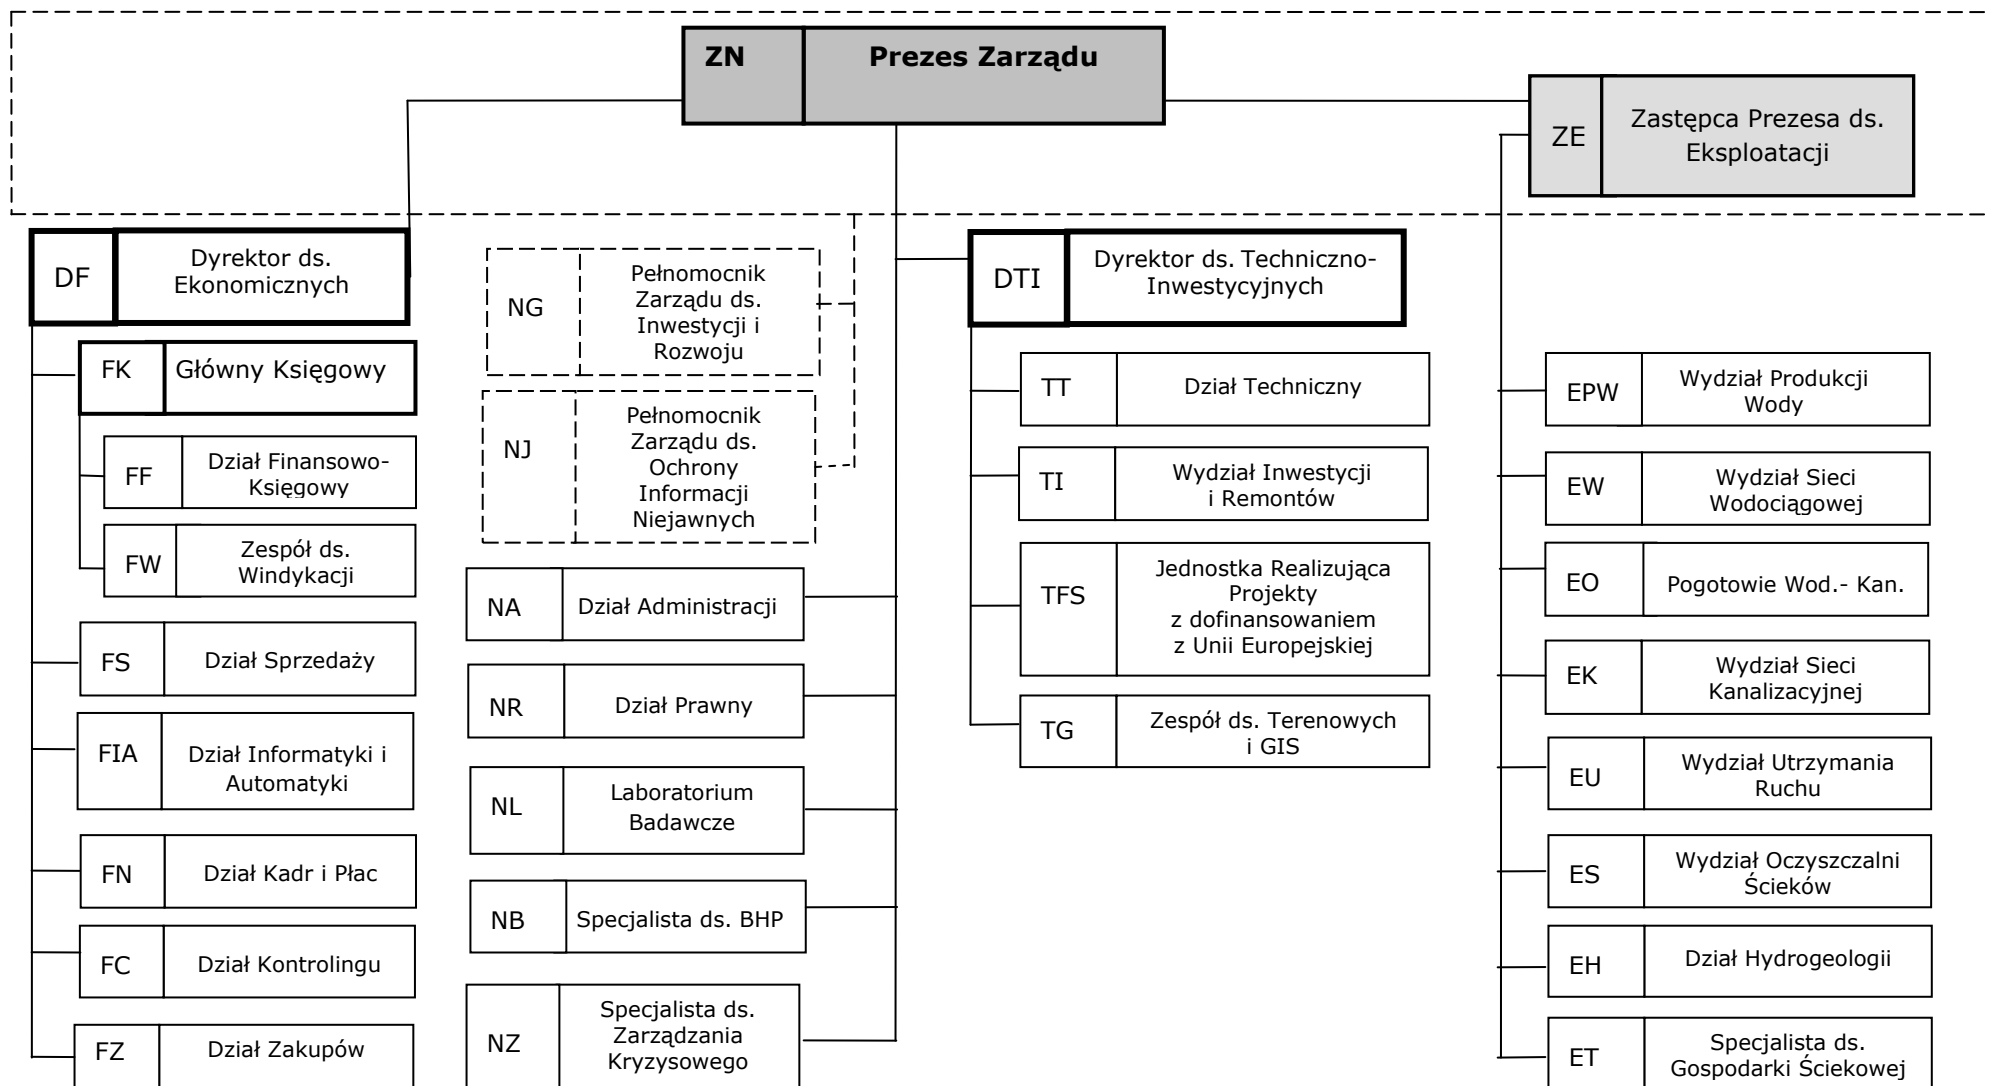 ZN
Prezes Zarządu
ZE
Zastępca Prezesa ds.
Eksploatacji
DF
Dyrektor ds.
Ekonomicznych
FK
Główny Księgowy
FF
Dział Finansowo-
Księgowy
FW
Zespół ds.
Windykacji
FS
Dział Sprzedaży
FIA
Dział Informatyki i
Automatyki
FN
Dział Kadr i Płac
FC
Dział Kontrolingu
FZ
Dział Zakupów
NG
Pełnomocnik
Zarządu ds.
Inwestycji i
Rozwoju
NJ
Pełnomocnik
Zarządu ds.
Ochrony
Informacji
Niejawnych
NA
Dział Administracji
NR
Dział Prawny
NL
Laboratorium
Badawcze
NB
Specjalista ds. BHP
NZ
Specjalista ds.
Zarządzania
Kryzysowego
DTI
Dyrektor ds. Techniczno-
Inwestycyjnych
TT
Dział Techniczny
TI
Wydział Inwestycji
i Remontów
TFS
Jednostka Realizująca
Projekty
z dofinansowaniem
z Unii Europejskiej
TG
Zespół ds. Terenowych
i GIS
EPW
Wydział Produkcji
Wody
EW
Wydział Sieci
Wodociągowej
EO
Pogotowie Wod.- Kan.
EK
Wydział Sieci
Kanalizacyjnej
EU
Wydział Utrzymania
Ruchu
ES
Wydział Oczyszczalni
Ścieków
EH
Dział Hydrogeologii
ET
Specjalista ds.
Gospodarki Ściekowej